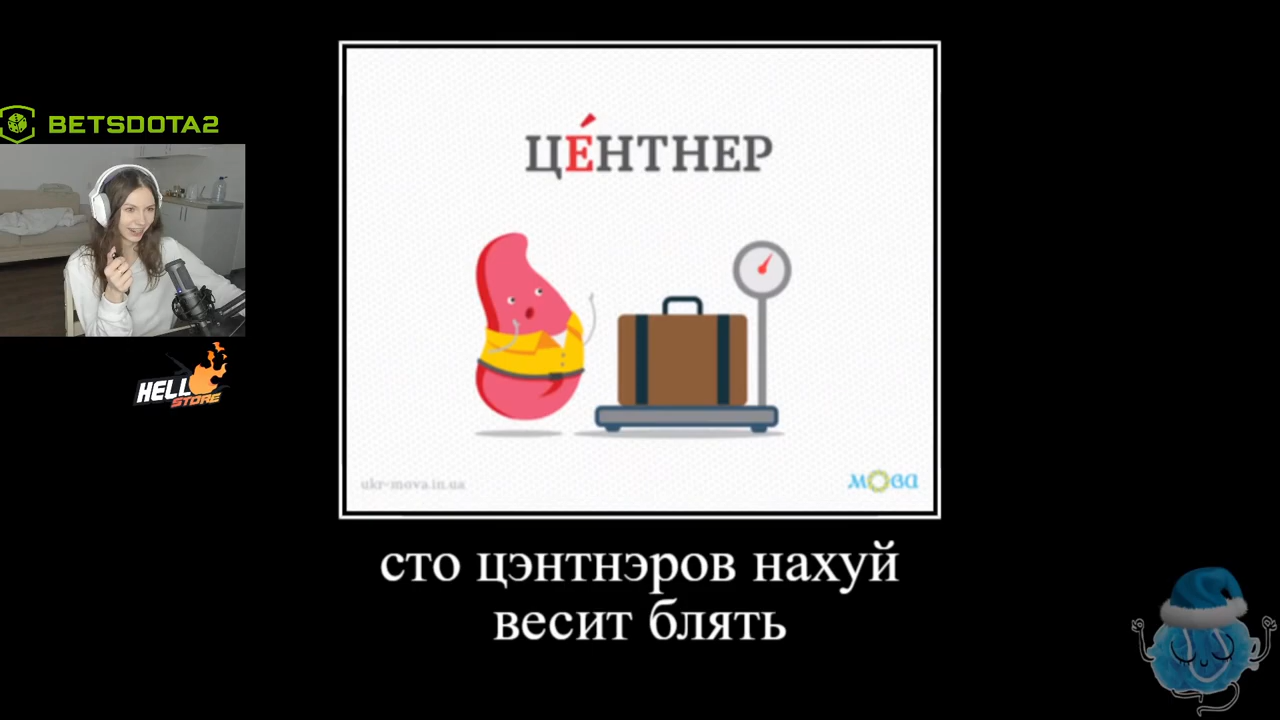 BETSDOTA2
ЦЕ́НТНЕР
HELL
STORE
ukr-mova.in.ua
мова
сто цэнтнэров нахуй
весит блять